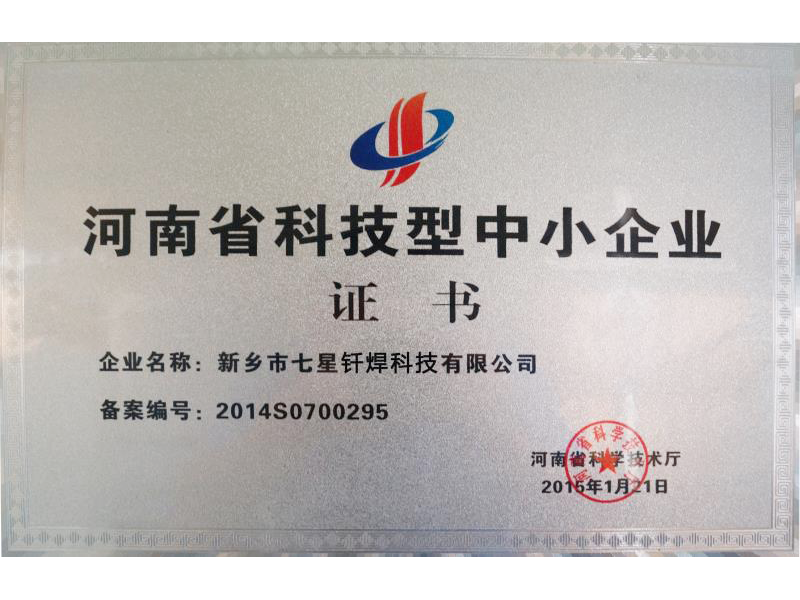 河南省科技型中小企业
证 书
企业名称：新乡市七星钎焊科技有限公司
备案编号：2014S0700295
河南省科学技术厅
2015年1月21日